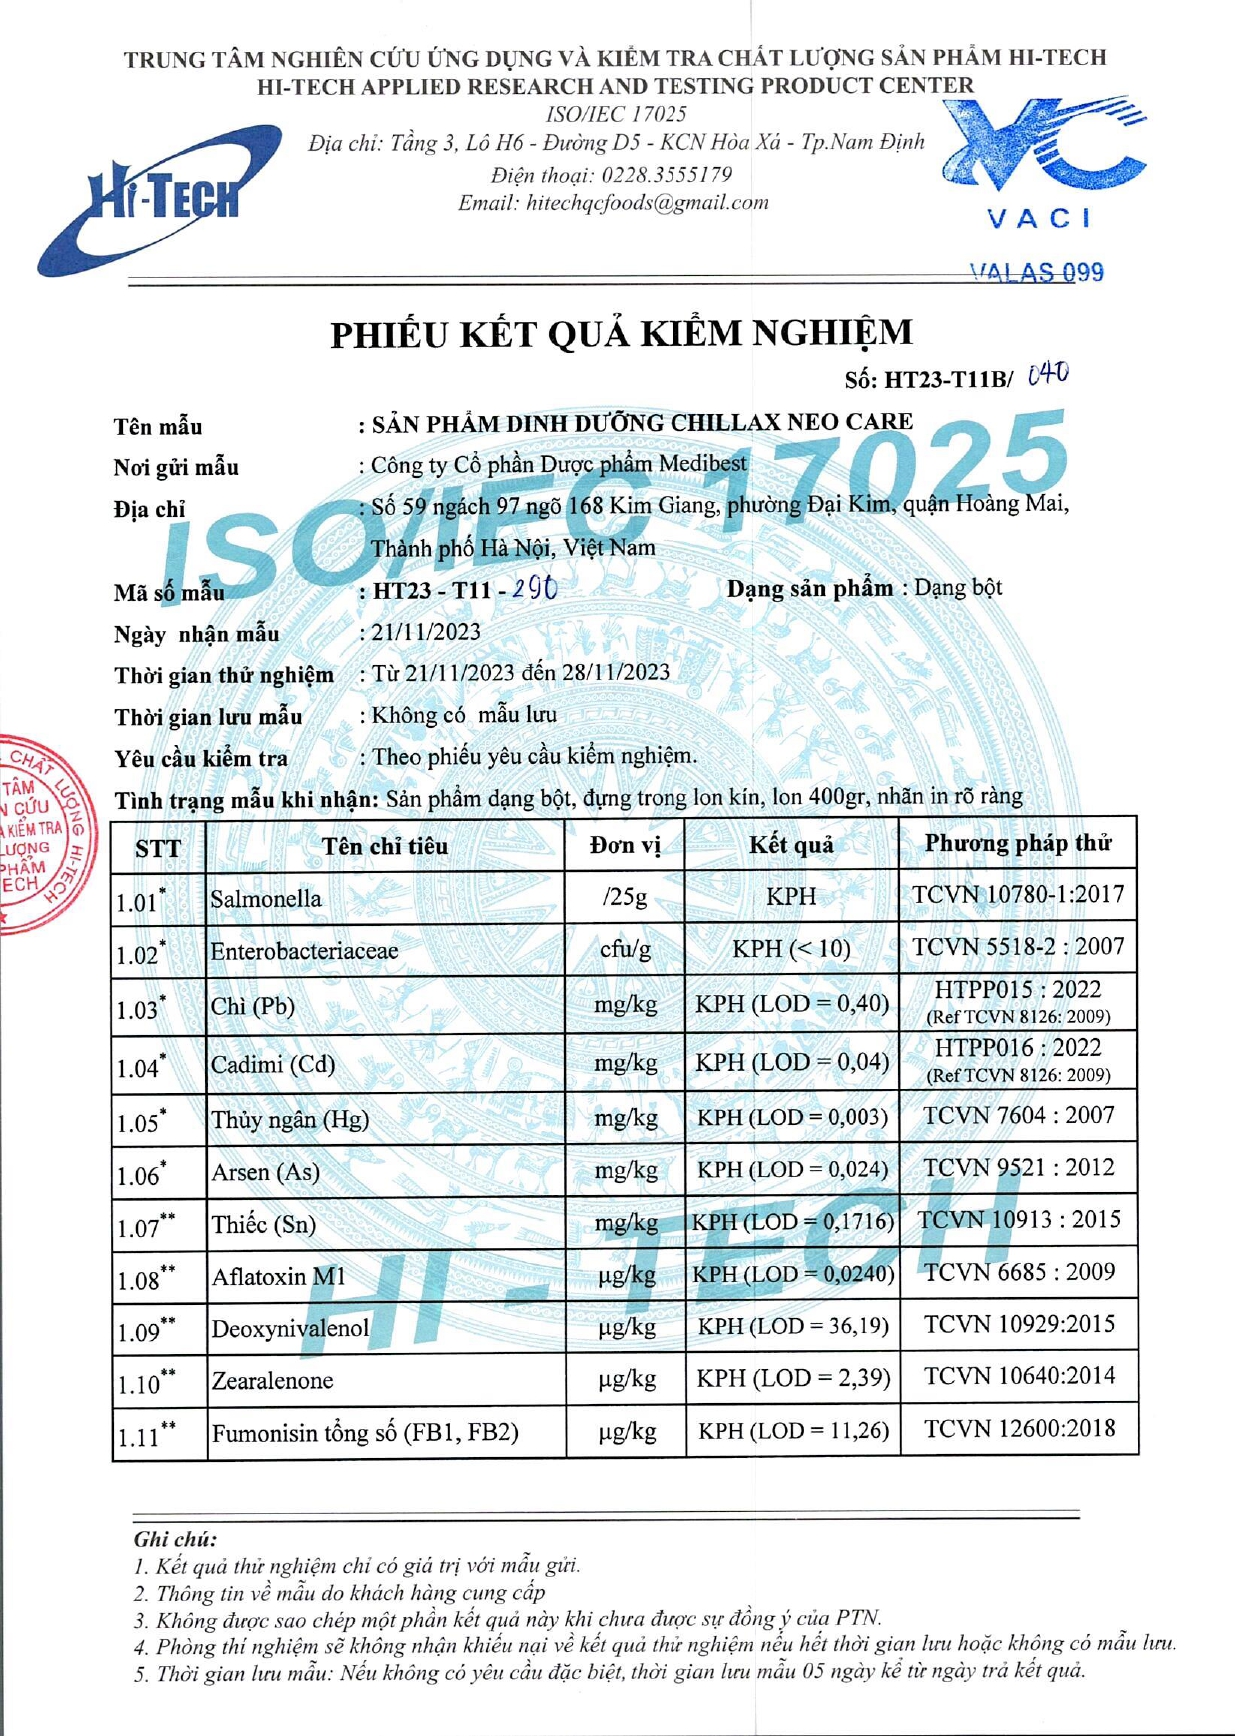 TRUNG TÂM NGHIÊN CỨU ỨNG DỤNG VÀ KIỂM TRA CHẤT LƯỢNG SẢN PHẨM HI-TECH
HI-TECH APPLIED RESEARCH AND TESTING PRODUCT CENTER
ISO/IEC 17025
Địa chỉ: Tầng 3, Lô H6 - Đường D5 - KCN Hòa Xá - Tp.Nam Định
Điện thoại: 0228.3555179
Email: hitechqcfoods@gmail.com
Hi-TECH
VACI
VALAS 099
PHIẾU KẾT QUẢ KIỂM NGHIỆM
Số: HT23-T11B/ 040
Tên mẫu : SẢN PHẨM DINH DƯỠNG CHILLAX NEO CARE
Nơi gửi mẫu : Công ty Cổ phần Dược phẩm Medibest
Địa chỉ : Số 59 ngách 97 ngõ 168 Kim Giang, phường Đại Kim, quận Hoàng Mai,
Thành phố Hà Nội, Việt Nam
Mã số mẫu : HT23 - T11 - 290 Dạng sản phẩm : Dạng bột
Ngày nhận mẫu : 21/11/2023
Thời gian thử nghiệm : Từ 21/11/2023 đến 28/11/2023
Thời gian lưu mẫu : Không có mẫu lưu
Yêu cầu kiểm tra : Theo phiếu yêu cầu kiểm nghiệm.
Tình trạng mẫu khi nhận: Sản phẩm dạng bột, đựng trong lon kín, lon 400gr, nhãn in rõ ràng
ISO/IEC 17025
HI - TECH
CHẤT LƯỢNG HI-TECH
TÂM
N CỨU
KIỂM TRA
LƯỢNG
PHẨM
TECH
STT Tên chỉ tiêu Đơn vị Kết quả Phương pháp thử
1.01* Salmonella /25g KPH TCVN 10780-1:2017
1.02* Enterobacteriaceae cfu/g KPH (< 10) TCVN 5518-2 : 2007
1.03* Chì (Pb) mg/kg KPH (LOD = 0,40) HTPP015 : 2022
(Ref TCVN 8126: 2009)
1.04* Cadimi (Cd) mg/kg KPH (LOD = 0,04) HTPP016 : 2022
(Ref TCVN 8126: 2009)
1.05* Thủy ngân (Hg) mg/kg KPH (LOD = 0,003) TCVN 7604 : 2007
1.06* Arsen (As) mg/kg KPH (LOD = 0,024) TCVN 9521 : 2012
1.07** Thiếc (Sn) mg/kg KPH (LOD = 0,1716) TCVN 10913 : 2015
1.08** Aflatoxin M1 µg/kg KPH (LOD = 0,0240) TCVN 6685 : 2009
1.09** Deoxynivalenol µg/kg KPH (LOD = 36,19) TCVN 10929:2015
1.10** Zearalenone µg/kg KPH (LOD = 2,39) TCVN 10640:2014
1.11** Fumonisin tổng số (FB1, FB2) µg/kg KPH (LOD = 11,26) TCVN 12600:2018
Ghi chú:
1. Kết quả thử nghiệm chỉ có giá trị với mẫu gửi.
2. Thông tin về mẫu do khách hàng cung cấp
3. Không được sao chép một phần kết quả này khi chưa được sự đồng ý của PTN.
4. Phòng thí nghiệm sẽ không nhận khiếu nại về kết quả thử nghiệm nếu hết thời gian lưu hoặc không có mẫu lưu.
5. Thời gian lưu mẫu: Nếu không có yêu cầu đặc biệt, thời gian lưu mẫu 05 ngày kể từ ngày trả kết quả.